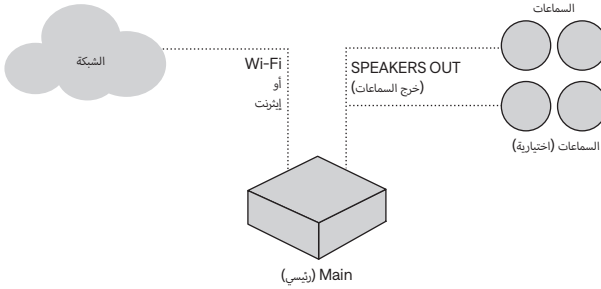 السماعات
الشبكة
Wi-Fi
أو
إيثرنت
SPEAKERS OUT
(خرج السماعات)
السماعات (اختيارية)
Main (رئيسي)